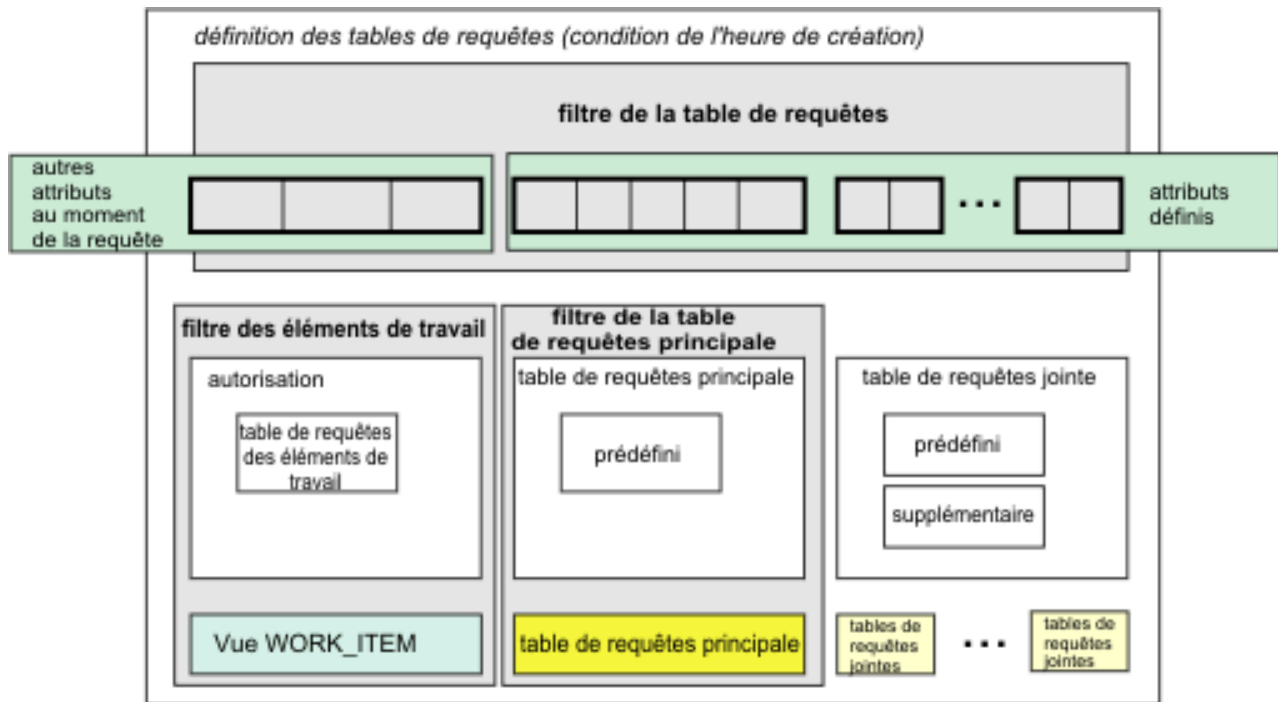 définition des tables de requêtes (condition de l'heure de création)
filtre de la table de requêtes
autres
attributs
au moment
de la requête
attributs
définis
filtre des éléments de travail
autorisation
table de requêtes
des éléments de
travail
Vue WORK_ITEM
filtre de la table
de requêtes principale
table de requêtes principale
prédéfini
table de requêtes principale
table de requêtes jointe
prédéfini
supplémentaire
tables de
requêtes
jointes
tables de
requêtes
jointes